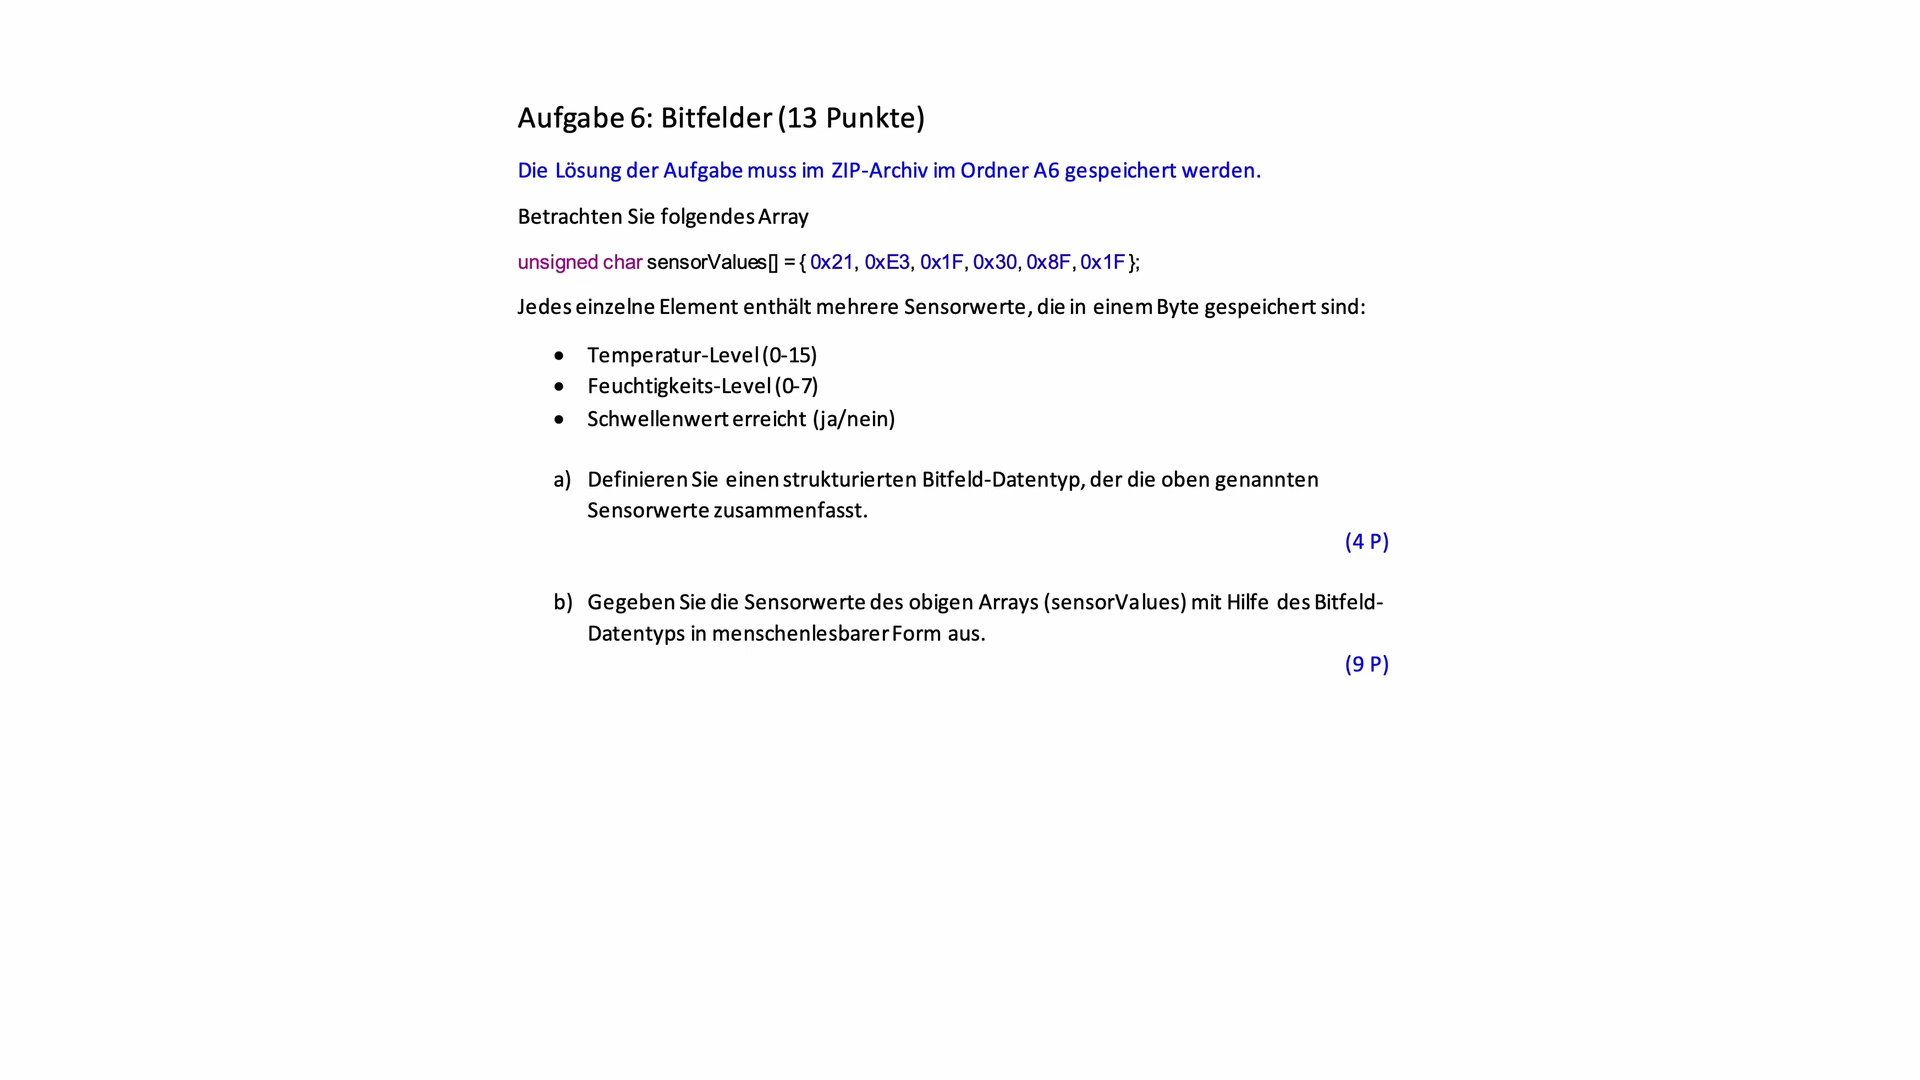 Aufgabe 6: Bitfelder (13 Punkte)
Die Lösung der Aufgabe muss im ZIP-Archiv im Ordner A6 gespeichert werden.
Betrachten Sie folgendes Array
unsigned char sensorValues[] = { 0x21, 0xE3, 0x1F, 0x30, 0x8F, 0x1F };
Jedes einzelne Element enthält mehrere Sensorwerte, die in einem Byte gespeichert sind:
• Temperatur-Level (0-15)
• Feuchtigkeits-Level (0-7)
• Schwellenwert erreicht (ja/nein)
a) Definieren Sie einen strukturierten Bitfeld-Datentyp, der die oben genannten
Sensorwerte zusammenfasst.
(4 P)
b) Gegeben Sie die Sensorwerte des obigen Arrays (sensorValues) mit Hilfe des Bitfeld-
Datentyps in menschenlesbarer Form aus.
(9 P)